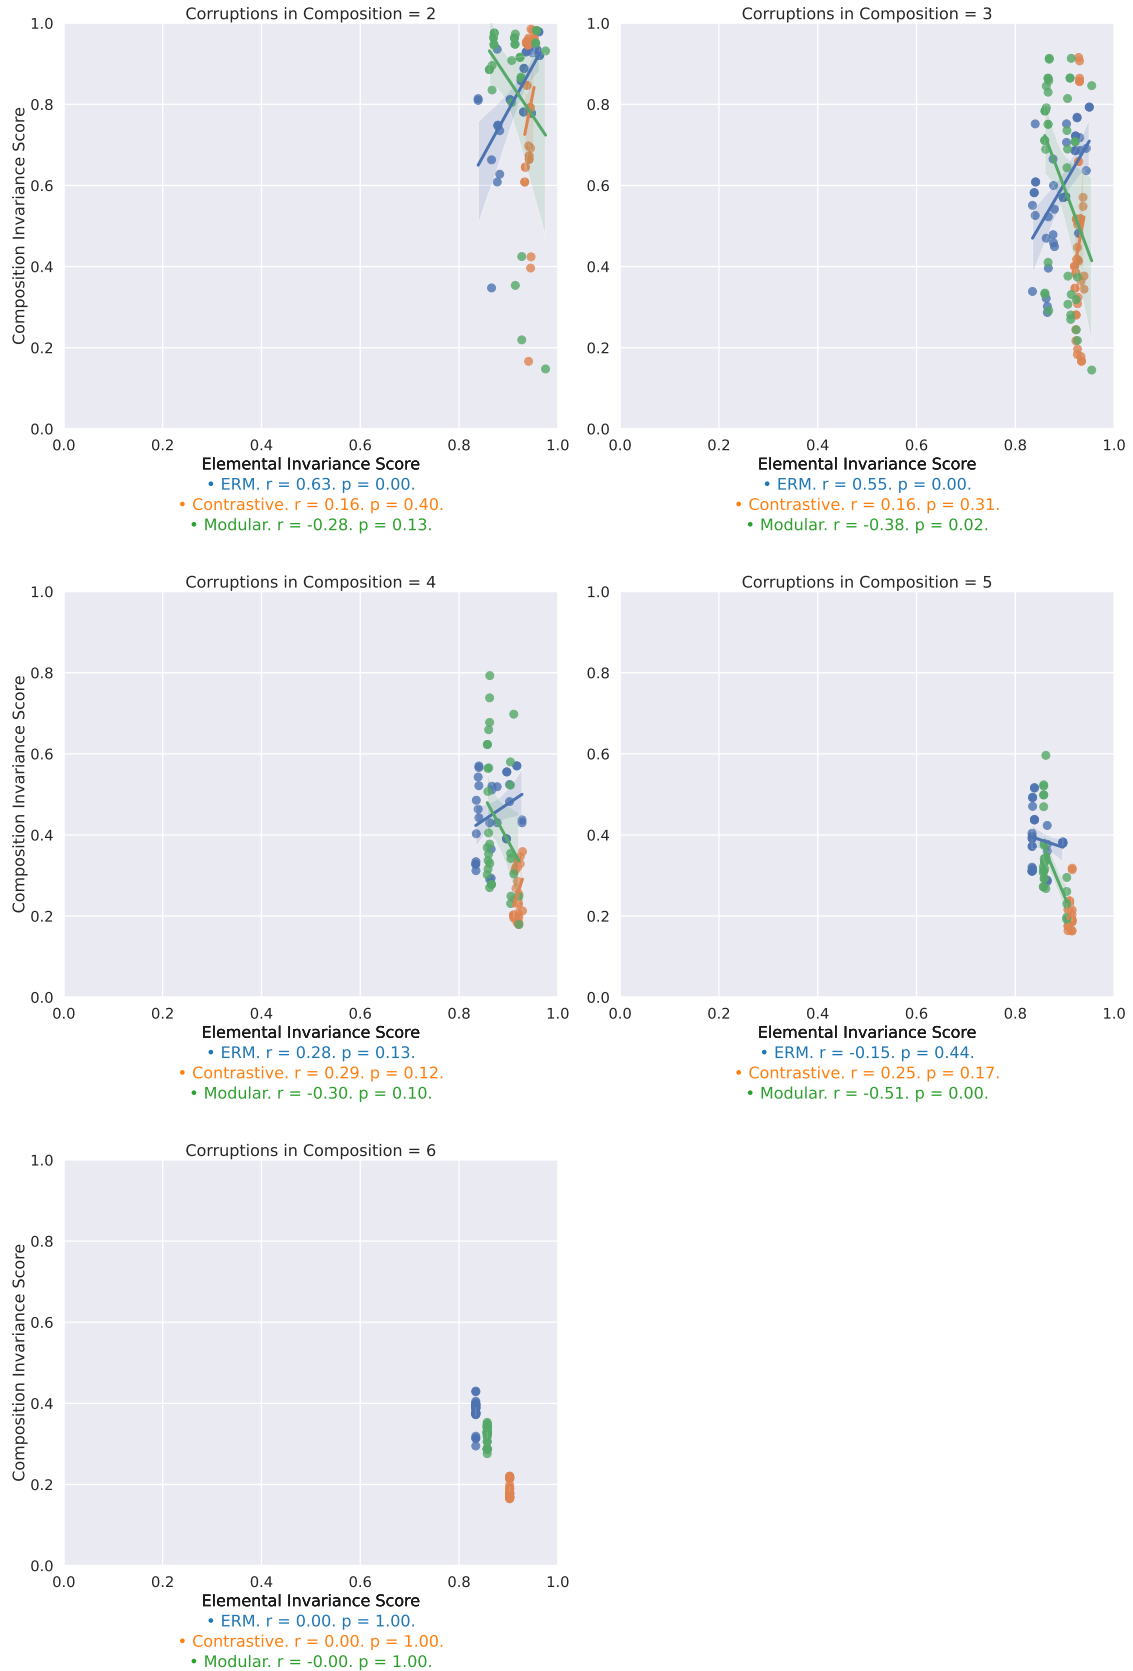 Corruptions in Composition = 2
1.0
0.8
0.6
0.4
0.2
0.0
Composition Invariance Score
0.0 0.2 0.4 0.6 0.8 1.0
Elemental Invariance Score
• ERM. r = 0.63. p = 0.00.
• Contrastive. r = 0.16. p = 0.40.
• Modular. r = -0.28. p = 0.13.
Corruptions in Composition = 3
1.0
0.8
0.6
0.4
0.2
0.0
0.0 0.2 0.4 0.6 0.8 1.0
Elemental Invariance Score
• ERM. r = 0.55. p = 0.00.
• Contrastive. r = 0.16. p = 0.31.
• Modular. r = -0.38. p = 0.02.
Corruptions in Composition = 4
1.0
0.8
0.6
0.4
0.2
0.0
Composition Invariance Score
0.0 0.2 0.4 0.6 0.8 1.0
Elemental Invariance Score
• ERM. r = 0.28. p = 0.13.
• Contrastive. r = 0.29. p = 0.12.
• Modular. r = -0.30. p = 0.10.
Corruptions in Composition = 5
1.0
0.8
0.6
0.4
0.2
0.0
0.0 0.2 0.4 0.6 0.8 1.0
Elemental Invariance Score
• ERM. r = -0.15. p = 0.44.
• Contrastive. r = 0.25. p = 0.17.
• Modular. r = -0.51. p = 0.00.
Corruptions in Composition = 6
1.0
0.8
0.6
0.4
0.2
0.0
Composition Invariance Score
0.0 0.2 0.4 0.6 0.8 1.0
Elemental Invariance Score
• ERM. r = 0.00. p = 1.00.
• Contrastive. r = 0.00. p = 1.00.
• Modular. r = -0.00. p = 1.00.